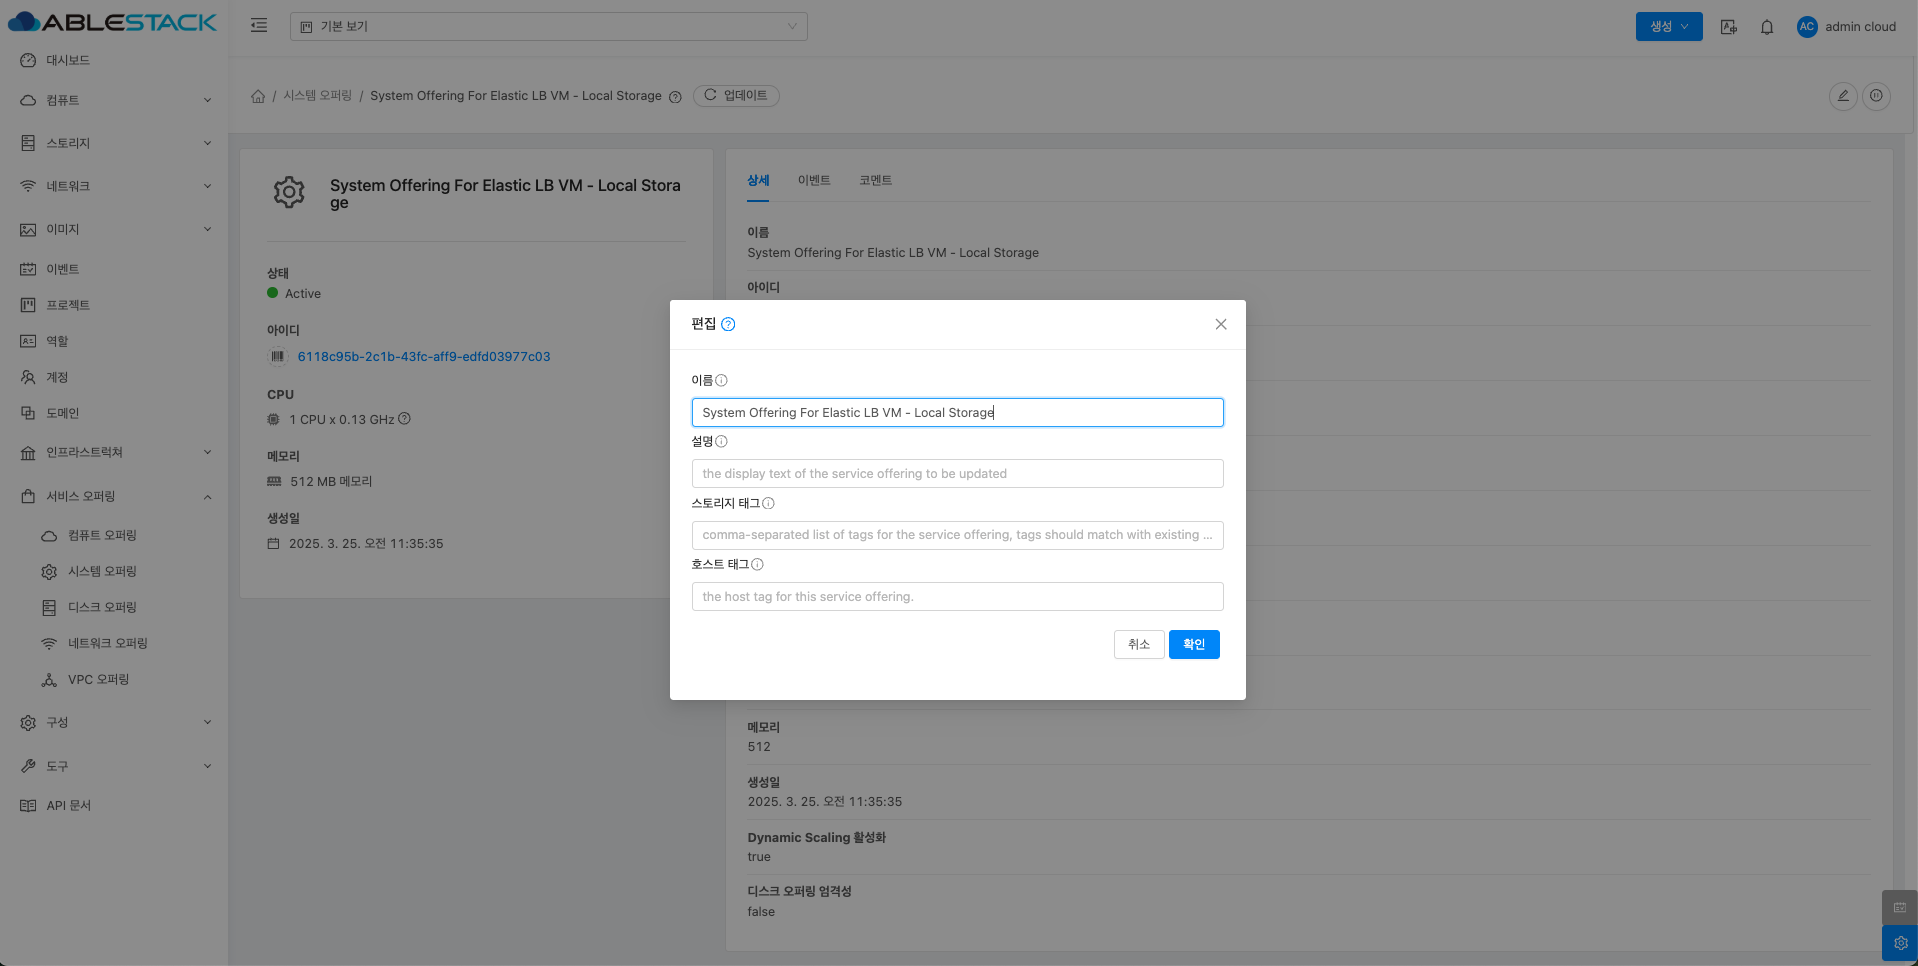 ABLESTACK
기본 보기
생성
AC
admin cloud
대시보드
컴퓨트
스토리지
네트워크
이미지
이벤트
프로젝트
역할
계정
도메인
인프라스트럭쳐
서비스 오퍼링
컴퓨트 오퍼링
시스템 오퍼링
디스크 오퍼링
네트워크 오퍼링
VPC 오퍼링
구성
도구
API 문서
/ 시스템 오퍼링 / System Offering For Elastic LB VM - Local Storage
업데이트
System Offering For Elastic LB VM - Local Stora
ge
상태
Active
아이디
6118c95b-2c1b-43fc-aff9-edfd03977c03
CPU
1 CPU x 0.13 GHz
메모리
512 MB 메모리
생성일
2025. 3. 25. 오전 11:35:35
상세 이벤트 코멘트
이름
System Offering For Elastic LB VM - Local Storage
아이디
편집
이름
System Offering For Elastic LB VM - Local Storage
설명
the display text of the service offering to be updated
스토리지 태그
comma-separated list of tags for the service offering, tags should match with existing ...
호스트 태그
the host tag for this service offering.
취소
확인
메모리
512
생성일
2025. 3. 25. 오전 11:35:35
Dynamic Scaling 활성화
true
디스크 오퍼링 엄격성
false